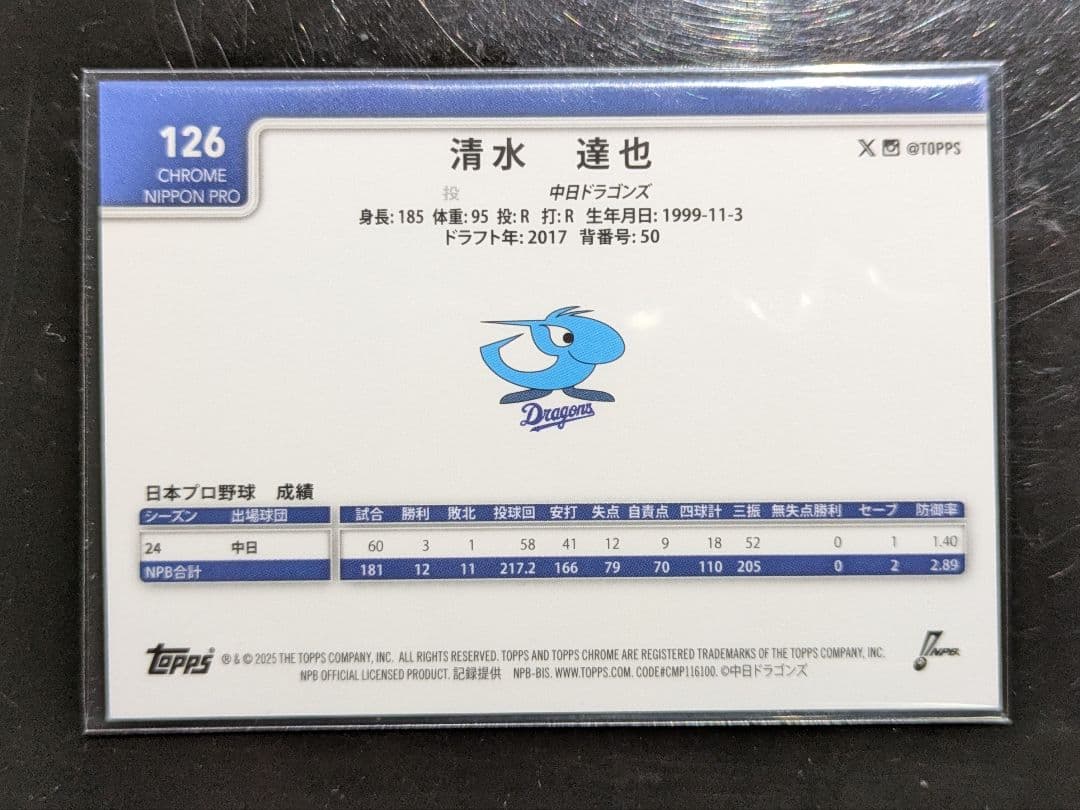 126
CHROME
NIPPON PRO
清水 達也
X @TOPPS
投 中日ドラゴンズ
身長: 185 体重: 95 投: R 打: R 生年月日: 1999-11-3
ドラフト年: 2017 背番号: 50
Dragons
日本プロ野球 成績
シーズン 出場球団 試合 勝利 敗北 投球回 安打 失点 自責点 四球計 三振 無失点勝利 セーブ 防御率
24 中日 60 3 1 58 41 12 9 18 52 0 1 1.40
NPB合計 181 12 11 217.2 166 79 70 110 205 0 2 2.89
topps ® & © 2025 THE TOPPS COMPANY, INC. ALL RIGHTS RESERVED. TOPPS AND TOPPS CHROME ARE REGISTERED TRADEMARKS OF THE TOPPS COMPANY, INC.
NPB OFFICIAL LICENSED PRODUCT. 記録提供 NPB-BIS. WWW.TOPPS.COM. CODE#CMP116100. ©中日ドラゴンズ
NPB